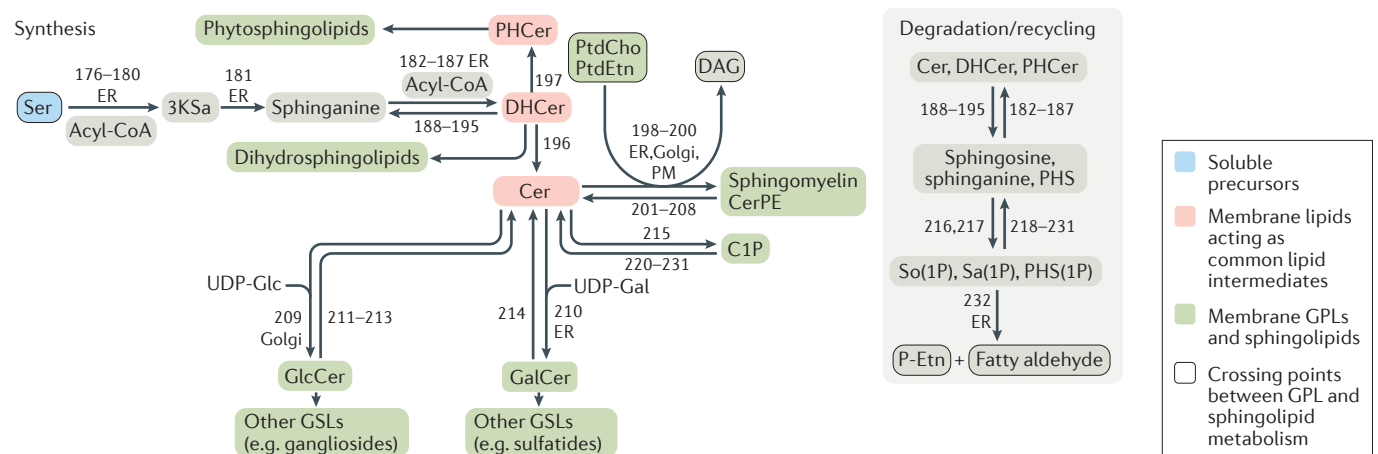 Synthesis
Phytosphingolipids
PHCer
176–180
ER
181
ER
182–187 ER
Acyl-CoA
197
Ser
Acyl-CoA
3KSa
Sphinganine
188–195
DHCer
Dihydrosphingolipids
196
PtdCho
PtdEtn
DAG
198–200
ER,Golgi,
PM
Cer
201–208
Sphingomyelin
CerPE
215
220–231
C1P
UDP-Glc
209
Golgi
211–213
214
UDP-Gal
210
ER
GlcCer
GalCer
Other GSLs
(e.g. gangliosides)
Other GSLs
(e.g. sulfatides)
Degradation/recycling
Cer, DHCer, PHCer
188–195
182–187
Sphingosine,
sphinganine, PHS
216,217
218–231
So(1P), Sa(1P), PHS(1P)
232
ER
P-Etn + Fatty aldehyde
Soluble
precursors
Membrane lipids
acting as
common lipid
intermediates
Membrane GPLs
and sphingolipids
Crossing points
between GPL and
sphingolipid
metabolism